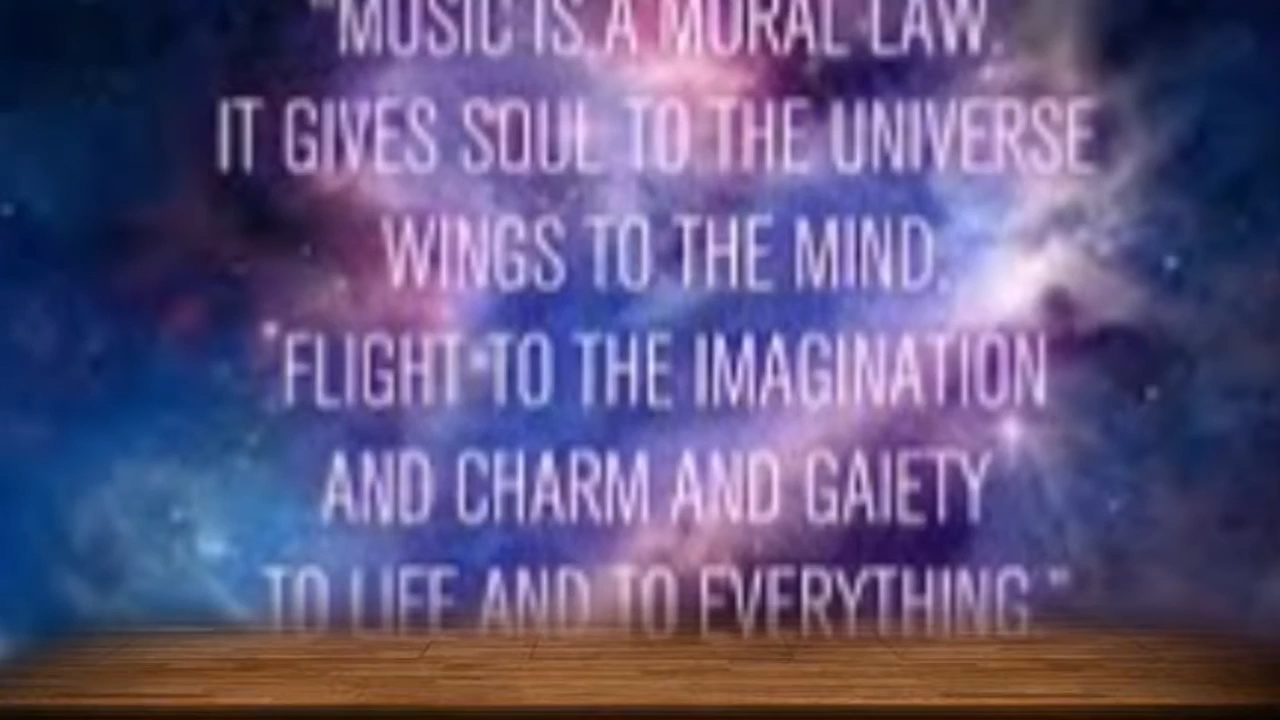 "MUSIC IS A MORAL LAW.
IT GIVES SOUL TO THE UNIVERSE
WINGS TO THE MIND.
"FLIGHT TO THE IMAGINATION
AND CHARM AND GAIETY
TO LIFE AND TO EVERYTHING."